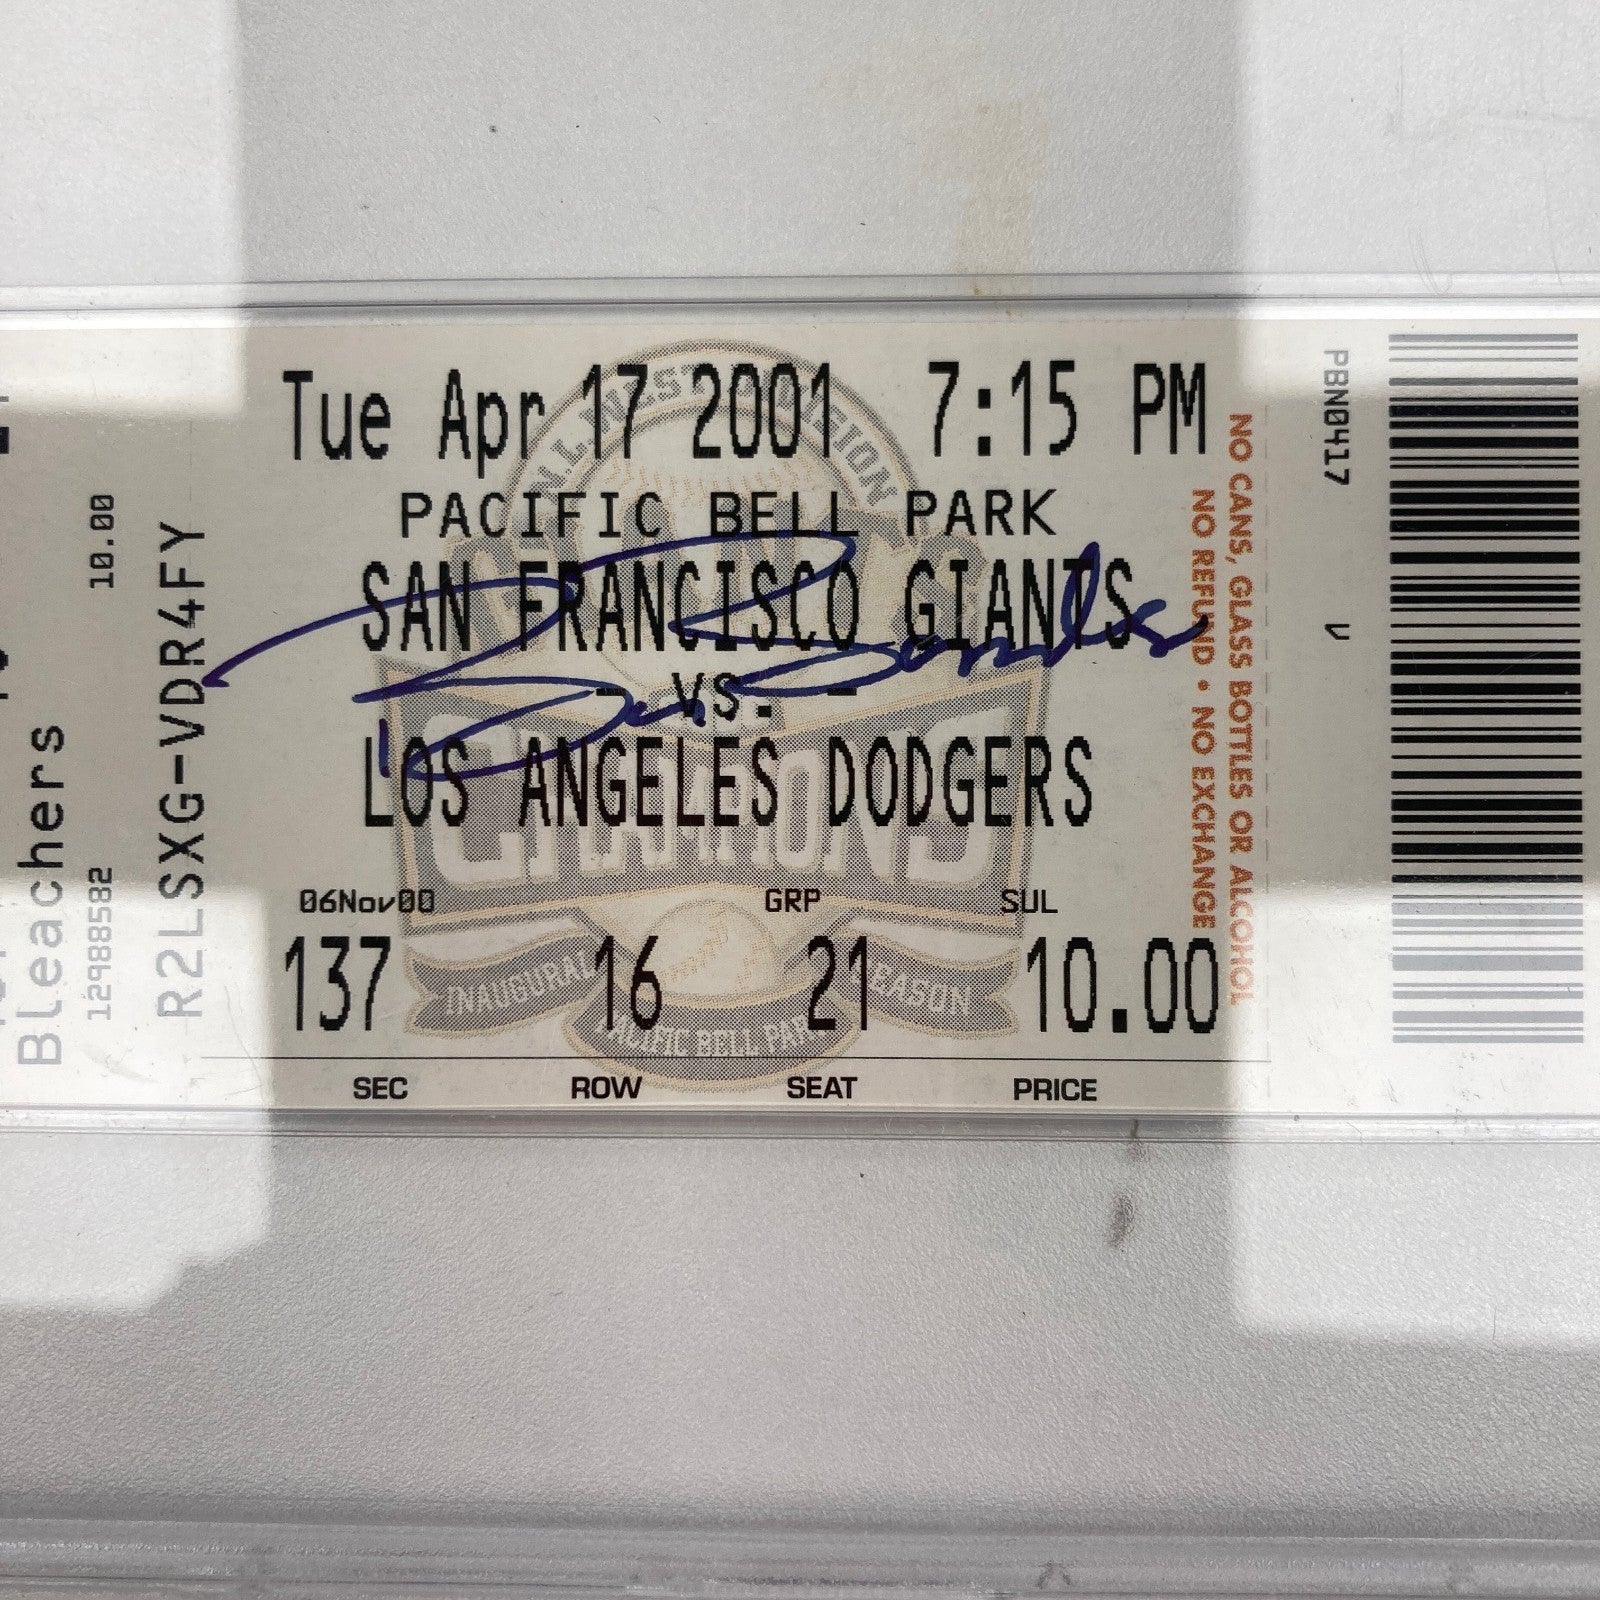 Bleachers
12988582 10.00
R2LSXG-VDR4FY
Tue Apr 17 2001 7:15 PM
PACIFIC BELL PARK
SAN FRANCISCO GIANTS
- VS. -
LOS ANGELES DODGERS
06Nov00 GRP SUL
137 16 21 10.00
SEC ROW SEAT PRICE
INAUGURAL SEASON
PACIFIC BELL PARK
NO CANS, GLASS BOTTLES OR ALCOHOL
NO REFUND • NO EXCHANGE
PBN0417 V